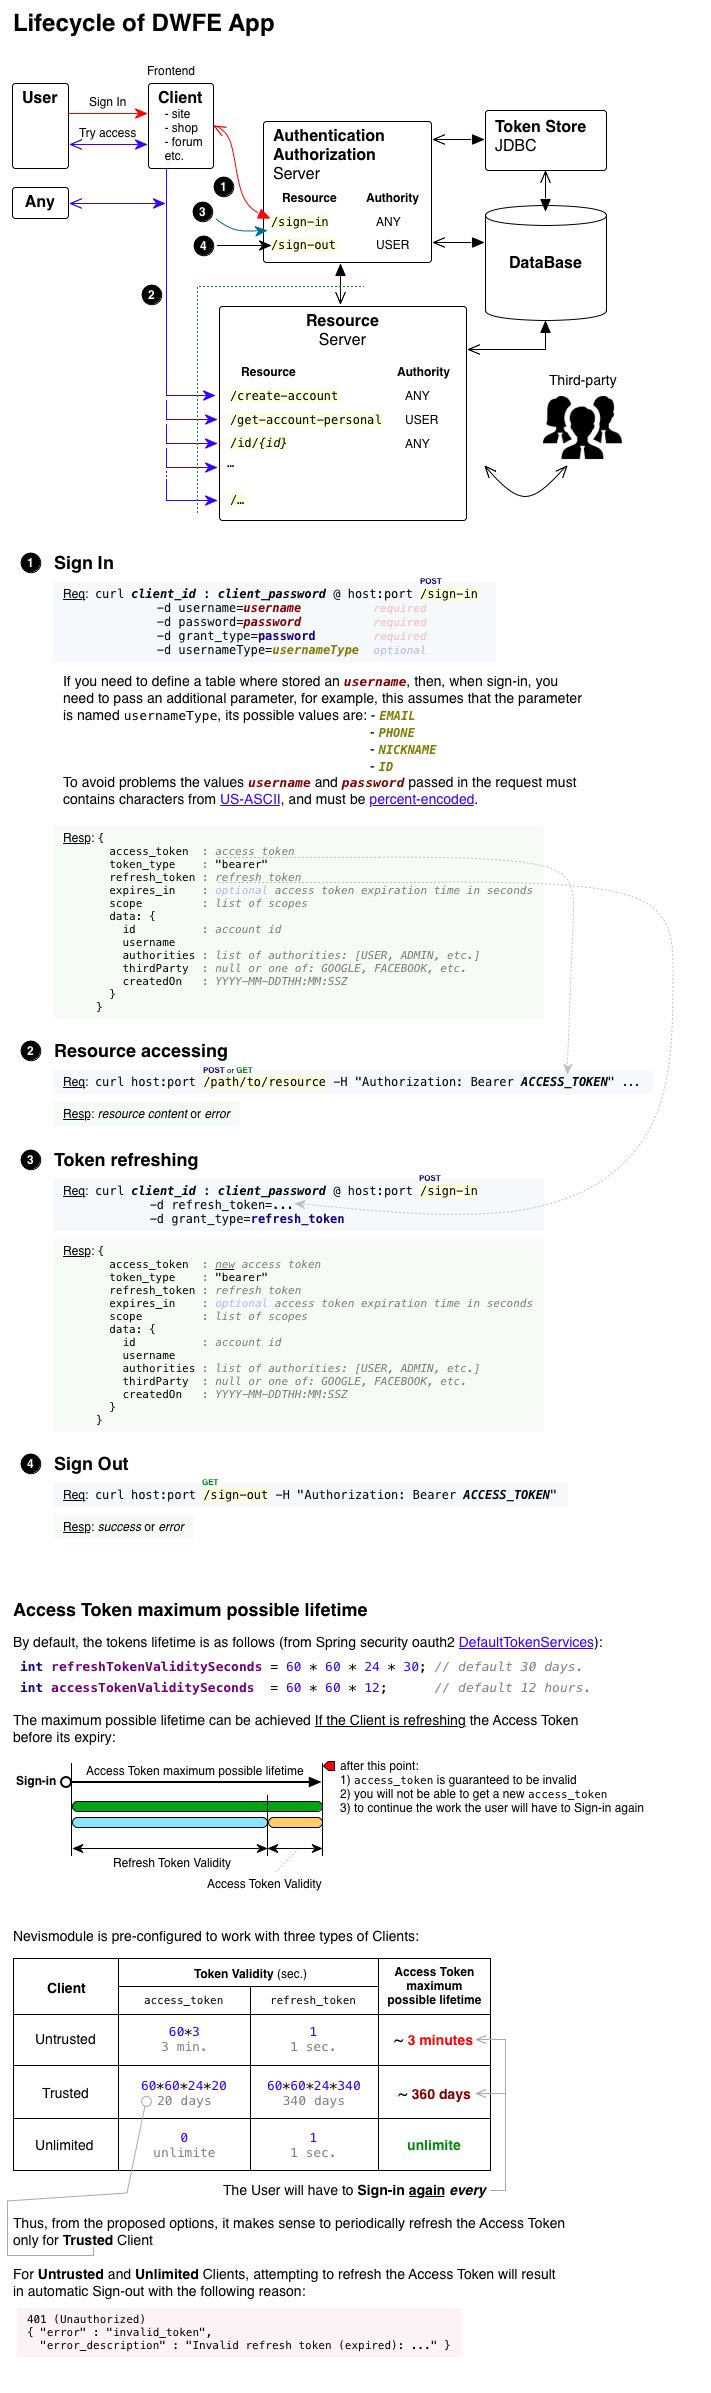 Lifecycle of DWFE App
Frontend
User
Sign In
Try access
Client
- site
- shop
- forum
etc.
Any
Authentication
Authorization
Server
Resource Authority
/sign-in ANY
/sign-out USER
Token Store
JDBC
DataBase
1
3
4
2
Resource
Server
Resource Authority
/create-account ANY
/get-account-personal USER
/id/{id} ANY
…
/…
Third-party
1 Sign In
POST
Req: curl client_id : client_password @ host:port /sign-in
-d username=username required
-d password=password required
-d grant_type=password required
-d usernameType=usernameType optional
If you need to define a table where stored an username, then, when sign-in, you
need to pass an additional parameter, for example, this assumes that the parameter
is named usernameType, its possible values are: - EMAIL
- PHONE
- NICKNAME
- ID
To avoid problems the values username and password passed in the request must
contains characters from US-ASCII, and must be percent-encoded.
Resp: {
access_token : access token
token_type : "bearer"
refresh_token : refresh token
expires_in : optional access token expiration time in seconds
scope : list of scopes
data: {
id : account id
username
authorities : list of authorities: [USER, ADMIN, etc.]
thirdParty : null or one of: GOOGLE, FACEBOOK, etc.
createdOn : YYYY-MM-DDTHH:MM:SSZ
}
}
2 Resource accessing
POST or GET
Req: curl host:port /path/to/resource -H "Authorization: Bearer ACCESS_TOKEN" ...
Resp: resource content or error
3 Token refreshing
POST
Req: curl client_id : client_password @ host:port /sign-in
-d refresh_token=...
-d grant_type=refresh_token
Resp: {
access_token : new access token
token_type : "bearer"
refresh_token : refresh token
expires_in : optional access token expiration time in seconds
scope : list of scopes
data: {
id : account id
username
authorities : list of authorities: [USER, ADMIN, etc.]
thirdParty : null or one of: GOOGLE, FACEBOOK, etc.
createdOn : YYYY-MM-DDTHH:MM:SSZ
}
}
4 Sign Out
GET
Req: curl host:port /sign-out -H "Authorization: Bearer ACCESS_TOKEN"
Resp: success or error
Access Token maximum possible lifetime
By default, the tokens lifetime is as follows (from Spring security oauth2 DefaultTokenServices):
int refreshTokenValiditySeconds = 60 * 60 * 24 * 30; // default 30 days.
int accessTokenValiditySeconds = 60 * 60 * 12; // default 12 hours.
The maximum possible lifetime can be achieved If the Client is refreshing the Access Token
before its expiry:
Sign-in
Access Token maximum possible lifetime
after this point:
1) access_token is guaranteed to be invalid
2) you will not be able to get a new access_token
3) to continue the work the user will have to Sign-in again
Refresh Token Validity
Access Token Validity
Nevismodule is pre-configured to work with three types of Clients:
Client
Token Validity (sec.)
access_token refresh_token
Access Token
maximum
possible lifetime
Untrusted
60*3
3 min.
1
1 sec.
~ 3 minutes
Trusted
60*60*24*20
20 days
60*60*24*340
340 days
~ 360 days
Unlimited
0
unlimite
1
1 sec.
unlimite
The User will have to Sign-in again every
Thus, from the proposed options, it makes sense to periodically refresh the Access Token
only for Trusted Client
For Untrusted and Unlimited Clients, attempting to refresh the Access Token will result
in automatic Sign-out with the following reason:
401 (Unauthorized)
{ "error" : "invalid_token",
"error_description" : "Invalid refresh token (expired): ..." }